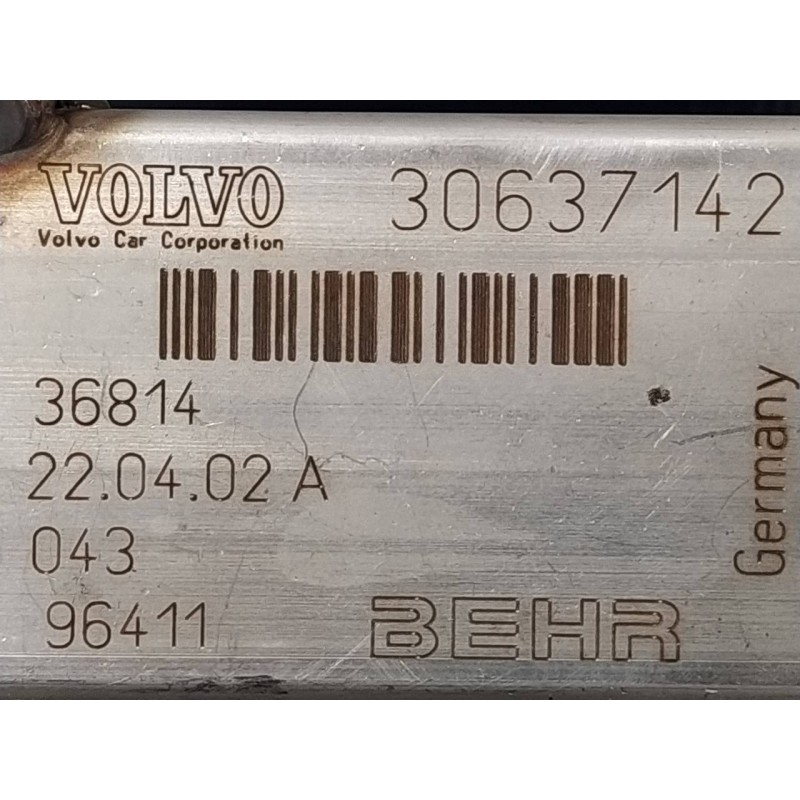 VOLVO 30637142
Volvo Car Corporation
36814
22.04.02 A
043
96411
BEHR
Germany